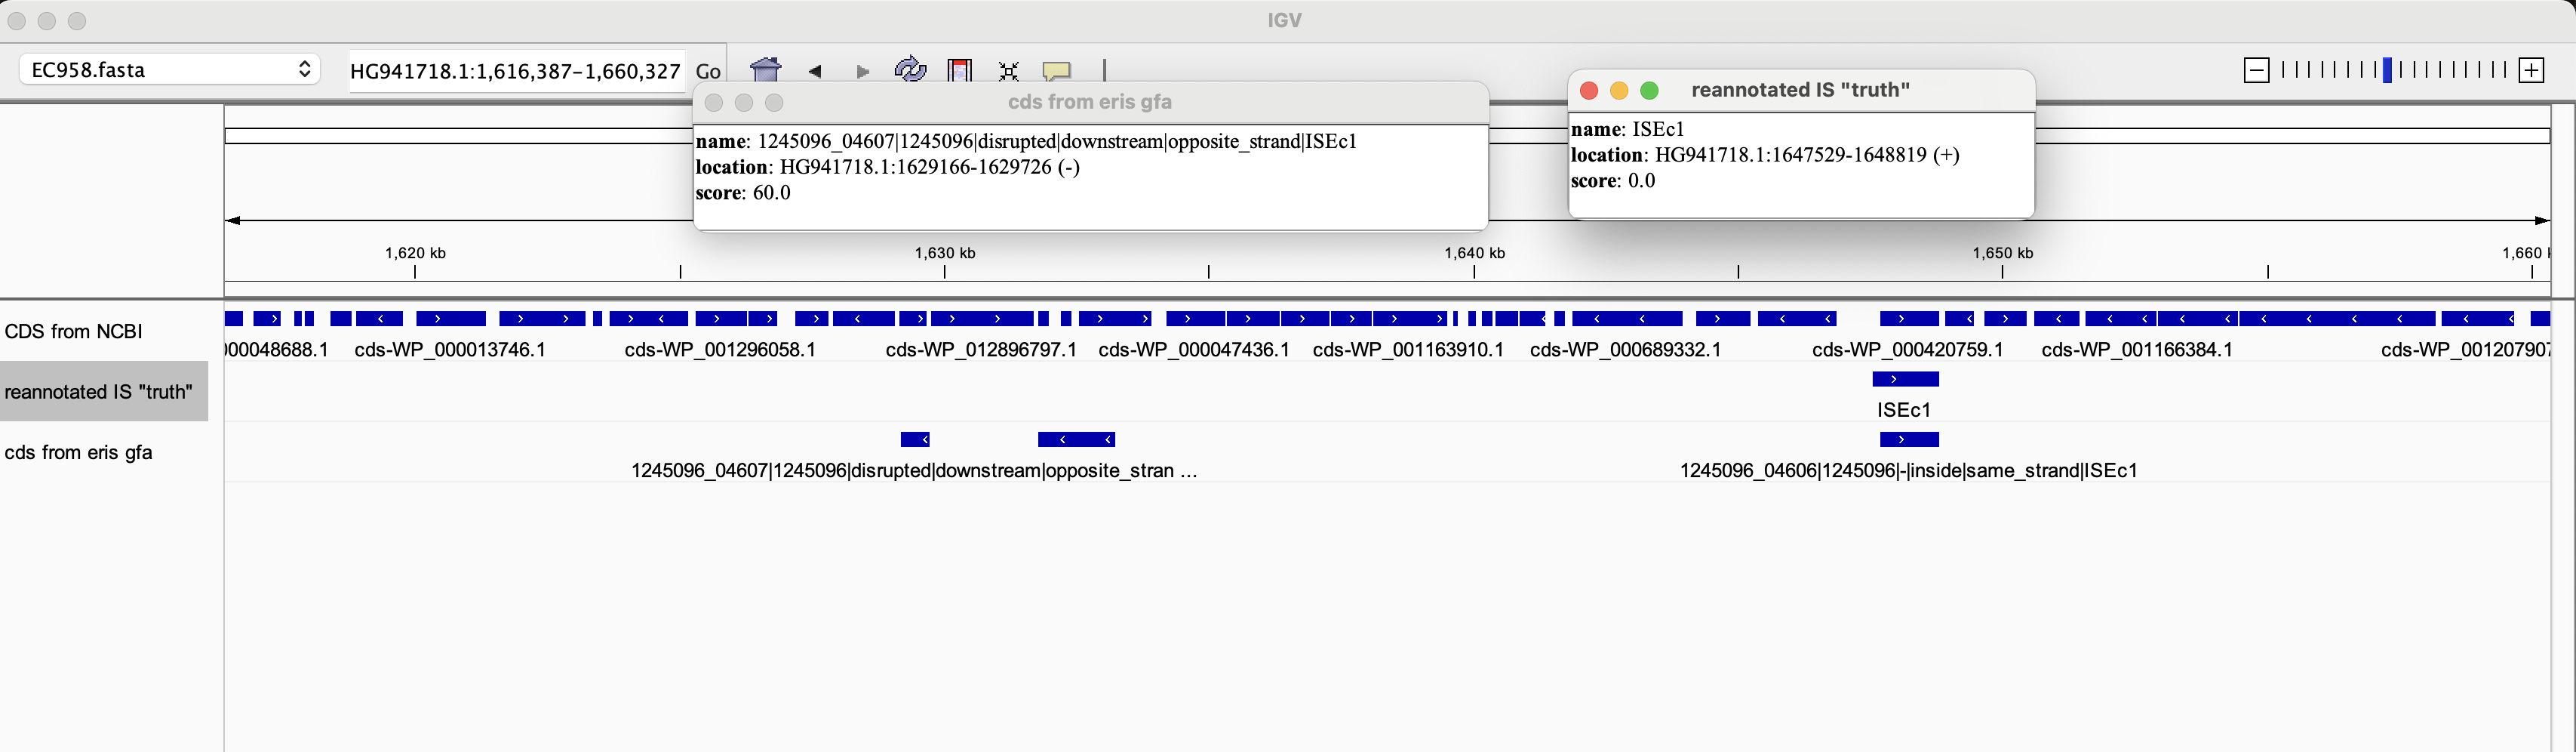 IGV
EC958.fasta
HG941718.1:1,616,387-1,660,327
Go
cds from eris gfa
name: 1245096_04607|1245096|disrupted|downstream|opposite_strand|ISEc1
location: HG941718.1:1629166-1629726 (-)
score: 60.0
reannotated IS "truth"
name: ISEc1
location: HG941718.1:1647529-1648819 (+)
score: 0.0
1,620 kb 1,630 kb 1,640 kb 1,650 kb 1,660 k
CDS from NCBI
000048688.1 cds-WP_000013746.1 cds-WP_001296058.1 cds-WP_012896797.1 cds-WP_000047436.1 cds-WP_001163910.1 cds-WP_000689332.1 cds-WP_000420759.1 cds-WP_001166384.1 cds-WP_001207907
reannotated IS "truth"
ISEc1
cds from eris gfa
1245096_04607|1245096|disrupted|downstream|opposite_stran ... 1245096_04606|1245096|-|inside|same_strand|ISEc1